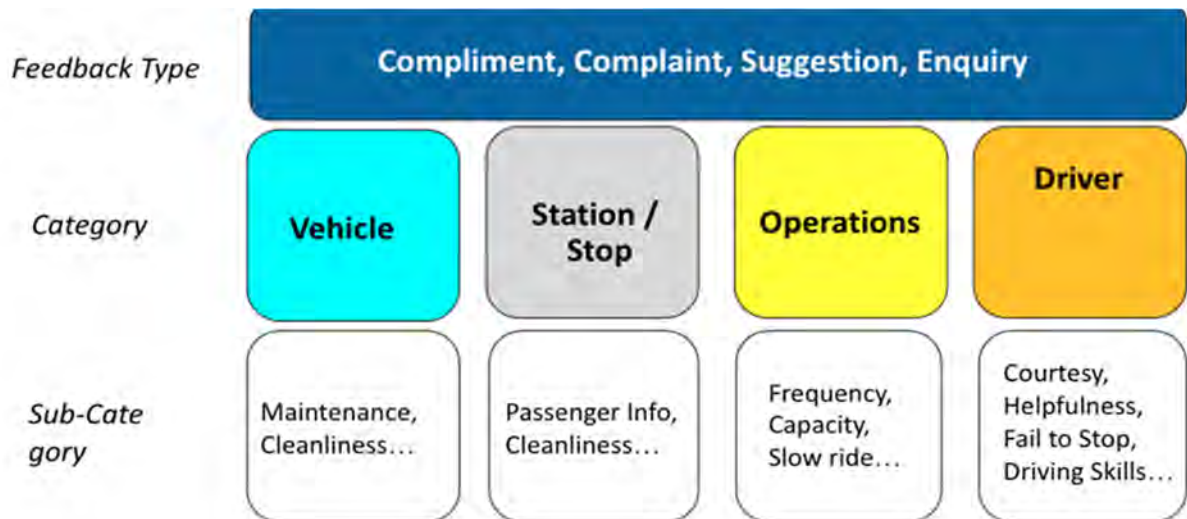 Feedback Type
Compliment, Complaint, Suggestion, Enquiry
Category
Vehicle
Station /
Stop
Operations
Driver
Sub-Cate
gory
Maintenance,
Cleanliness…
Passenger Info,
Cleanliness…
Frequency,
Capacity,
Slow ride…
Courtesy,
Helpfulness,
Fail to Stop,
Driving Skills…